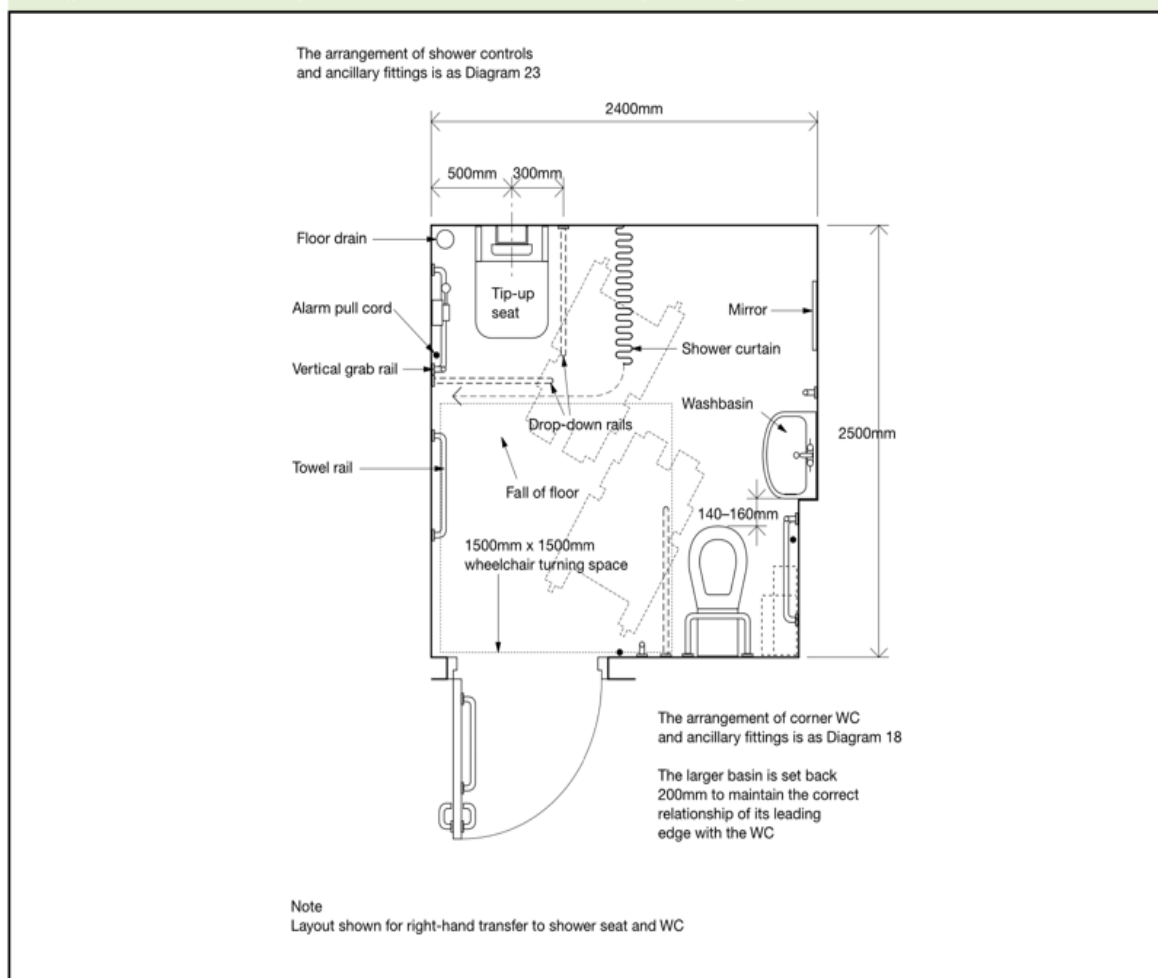 The arrangement of shower controls
and ancillary fittings is as Diagram 23
2400mm
500mm
300mm
Floor drain
Tip-up
seat
Alarm pull cord
Mirror
Shower curtain
Vertical grab rail
Washbasin
Drop-down rails
2500mm
Towel rail
Fall of floor
140–160mm
1500mm x 1500mm
wheelchair turning space
The arrangement of corner WC
and ancillary fittings is as Diagram 18
The larger basin is set back
200mm to maintain the correct
relationship of its leading
edge with the WC
Note
Layout shown for right-hand transfer to shower seat and WC